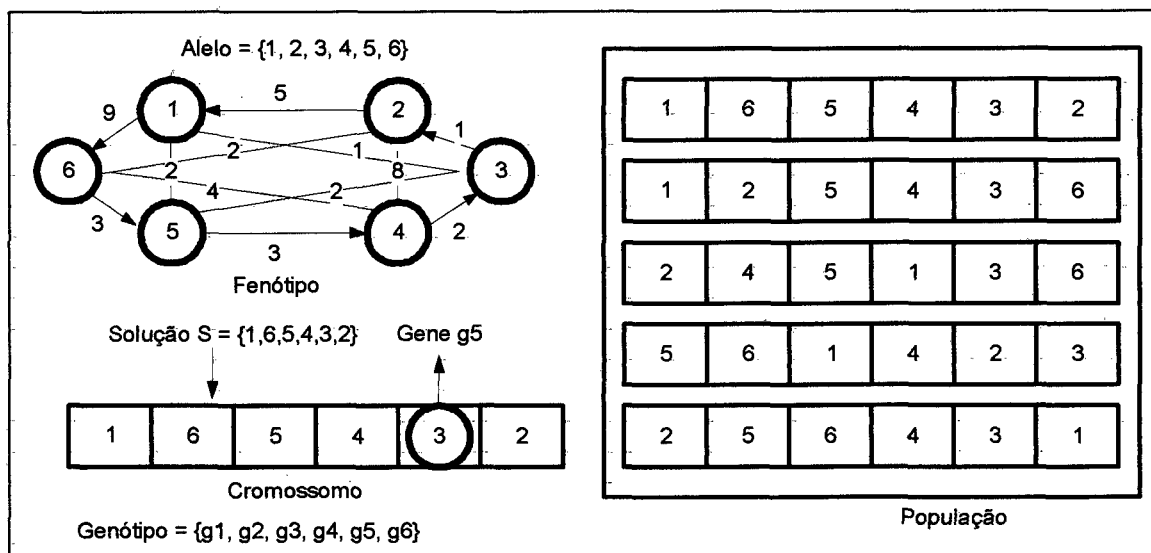 Alelo = {1, 2, 3, 4, 5, 6}
5
9 1 2 1
6 2 2 1 8 3
4 2
3 5 3 4 2
Fenótipo
Solução S = {1,6,5,4,3,2} Gene g5
1 6 5 4 3 2
Cromossomo
Genótipo = {g1, g2, g3, g4, g5, g6}
1 6 5 4 3 2
1 2 5 4 3 6
2 4 5 1 3 6
5 6 1 4 2 3
2 5 6 4 3 1
População